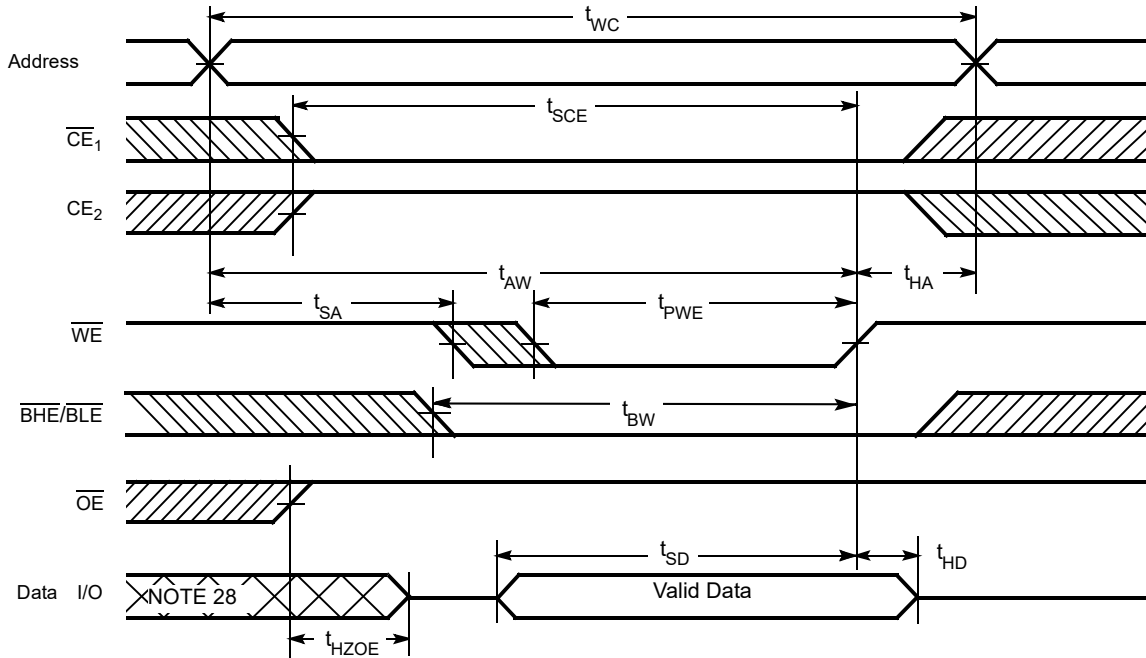 tWC
Address
tSCE
CE1
CE2
tAW
tHA
tSA
tPWE
WE
BHE/BLE
tBW
OE
tSD
tHD
Data I/O
NOTE 28
Valid Data
tHZOE